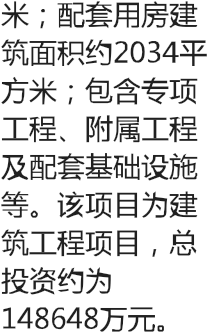 米；配套用房建
筑面积约2034平
方米；包含专项
工程、附属工程
及配套基础设施
等。该项目为建
筑工程项目，总
投资约为
148648万元。